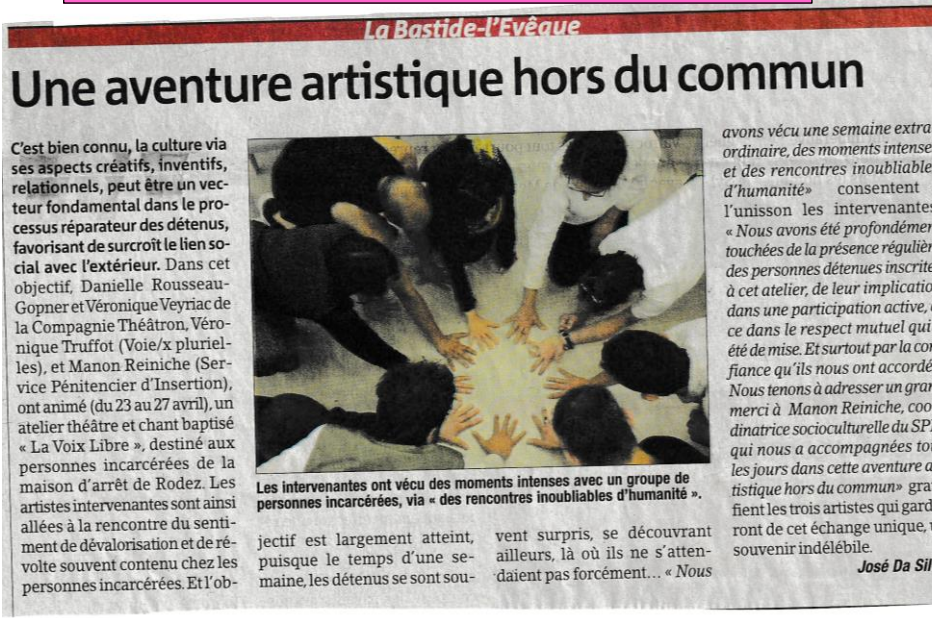 La Bastide-l'Evêque
Une aventure artistique hors du commun
C'est bien connu, la culture via
ses aspects créatifs, inventifs,
relationnels, peut être un vec-
teur fondamental dans le pro-
cessus réparateur des détenus,
favorisant de surcroît le lien so-
cial avec l'extérieur. Dans cet
objectif, Danielle Rousseau-
Gopner et Véronique Veyriac de
la Compagnie Théâtron, Véro-
nique Truffot (Voie/x plurie-
les), et Manon Reiniche (Ser-
vice Pénitencier d'Insertion),
ont animé (du 23 au 27 avril), un
atelier théâtre et chant baptisé
« La Voix Libre », destiné aux
personnes incarcérées de la
maison d'arrêt de Rodez. Les
artistes intervenantes sont ainsi
allées à la rencontre du senti-
ment de dévalorisation et de ré-
volte souvent contenu chez les
personnes incarcérées. Et l'ob-
Les intervenantes ont vécu des moments intenses avec un groupe de
personnes incarcérées, via « des rencontres inoubliables d'humanité ».
jectif est largement atteint,
puisque le temps d'une se-
maine, les détenus se sont sou-
vent surpris, se découvrant
ailleurs, là où ils ne s'atten-
daient pas forcément... « Nous
avons vécu une semaine extra
ordinaire, des moments intense
et des rencontres inoubliable
d'humanité» consentent
l'unisson les intervenante
« Nous avons été profondémen
touchées de la présence réguliè
des personnes détenues inscrite
à cet atelier, de leur implicatio
dans une participation active,
ce dans le respect mutuel qui
été de mise. Et surtout par la con
fiance qu'ils nous ont accordé
Nous tenons à adresser un gran
merci à Manon Reiniche, coo
dinatrice socioculturelle du SP
qui nous a accompagnées to
les jours dans cette aventure a
tistique hors du commun» gra
fient les trois artistes qui gard
ront de cet échange unique,
souvenir indélébile.
José Da Sil